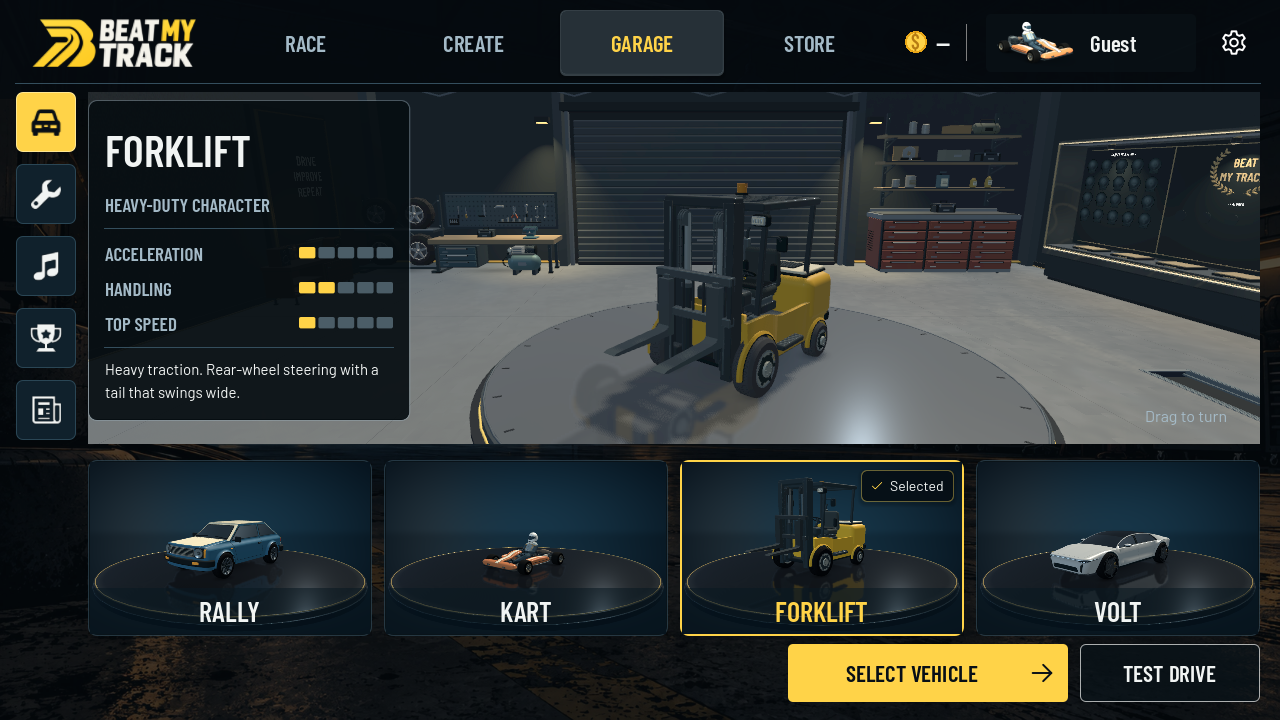 BEAT MY
TRACK
RACE
CREATE
GARAGE
STORE
$ –
Guest
FORKLIFT
HEAVY-DUTY CHARACTER
ACCELERATION
HANDLING
TOP SPEED
Heavy traction. Rear-wheel steering with a
tail that swings wide.
DRIVE
IMPROVE
REPEAT
BEAT
MY TRAC
Drag to turn
Selected
RALLY
KART
FORKLIFT
VOLT
SELECT VEHICLE
TEST DRIVE